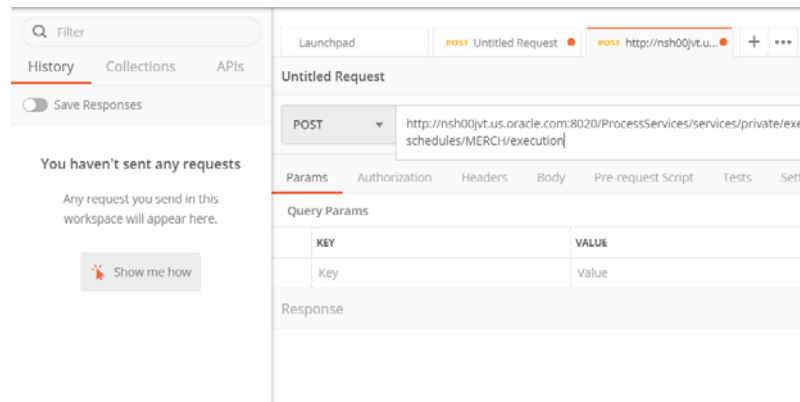 Filter
Launchpad
POST Untitled Request
POST http://nsh00jvt.u...
History Collections APIs
Untitled Request
Save Responses
POST
http://nsh00jvt.us.oracle.com:8020/ProcessServices/services/private/exe
schedules/MERCH/execution
You haven't sent any requests
Any request you send in this
workspace will appear here.
Show me how
Params Authorization Headers Body Pre-request Script Tests Sett
Query Params
KEY VALUE
Key Value
Response